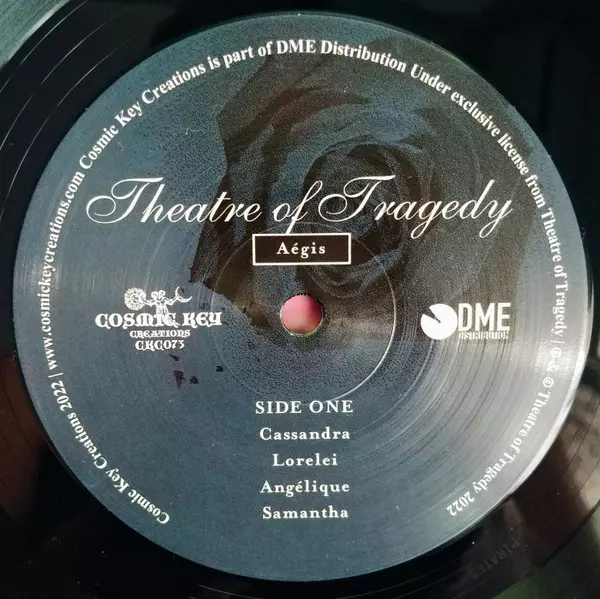 Cosmic Key Creations 2022 | www.cosmickeycreations.com Cosmic Key Creations is part of DME Distribution Under exclusive license from Theatre of Tragedy | ℗ & © Theatre of Tragedy 2022
Theatre of Tragedy
Aégis
COSMIC KEY
CREATIONS
CKC073
DME
DISTRIBUTION
SIDE ONE
Cassandra
Lorelei
Angélique
Samantha